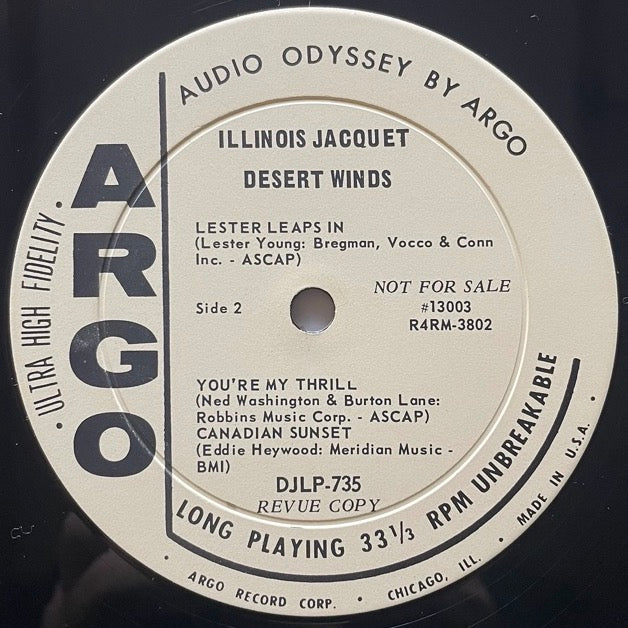 AUDIO ODYSSEY BY ARGO
ARGO
· ULTRA HIGH FIDELITY ·
ILLINOIS JACQUET
DESERT WINDS
LESTER LEAPS IN
(Lester Young: Bregman, Vocco & Conn
Inc. - ASCAP)
Side 2
NOT FOR SALE
#13003
R4RM-3802
YOU'RE MY THRILL
(Ned Washington & Burton Lane:
Robbins Music Corp. - ASCAP)
CANADIAN SUNSET
(Eddie Heywood: Meridian Music -
BMI)
DJLP-735
REVUE COPY
LONG PLAYING 33 1/3 RPM UNBREAKABLE
· ARGO RECORD CORP. · CHICAGO, ILL. · MADE IN U.S.A. ·